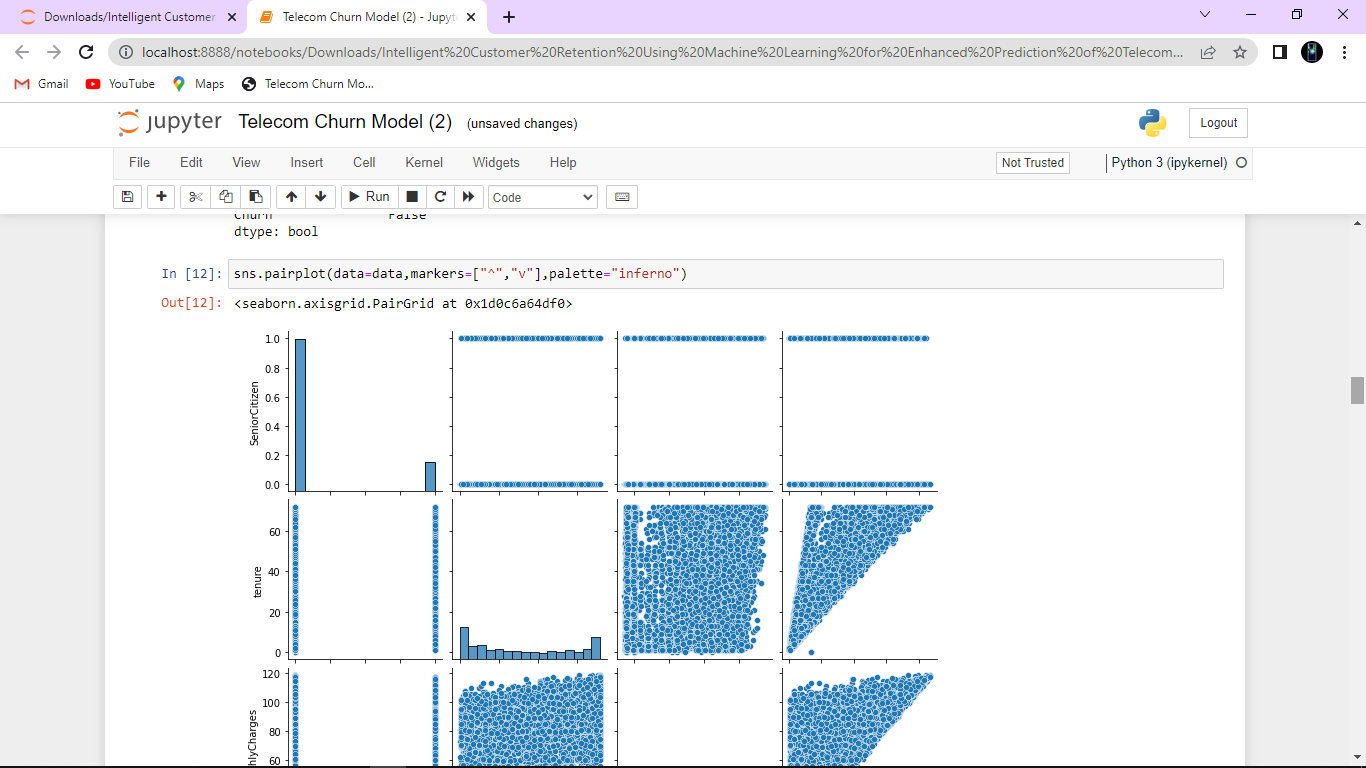 Downloads/Intelligent Customer
Telecom Churn Model (2) - Jupyt
localhost:8888/notebooks/Downloads/Intelligent%20Customer%20Retention%20Using%20Machine%20Learning%20for%20Enhanced%20Prediction%20of%20Telecom...
Gmail
YouTube
Maps
Telecom Churn Mo...
jupyter Telecom Churn Model (2) (unsaved changes)
Logout
File Edit View Insert Cell Kernel Widgets Help
Not Trusted
Python 3 (ipykernel)
Run
Code
Churn False
dtype: bool
In [12]: sns.pairplot(data=data,markers=["^","v"],palette="inferno")
Out[12]: <seaborn.axisgrid.PairGrid at 0x1d0c6a64df0>
SeniorCitizen
1.0
0.8
0.6
0.4
0.2
0.0
tenure
60
40
20
0
hlyCharges
120
100
80
60